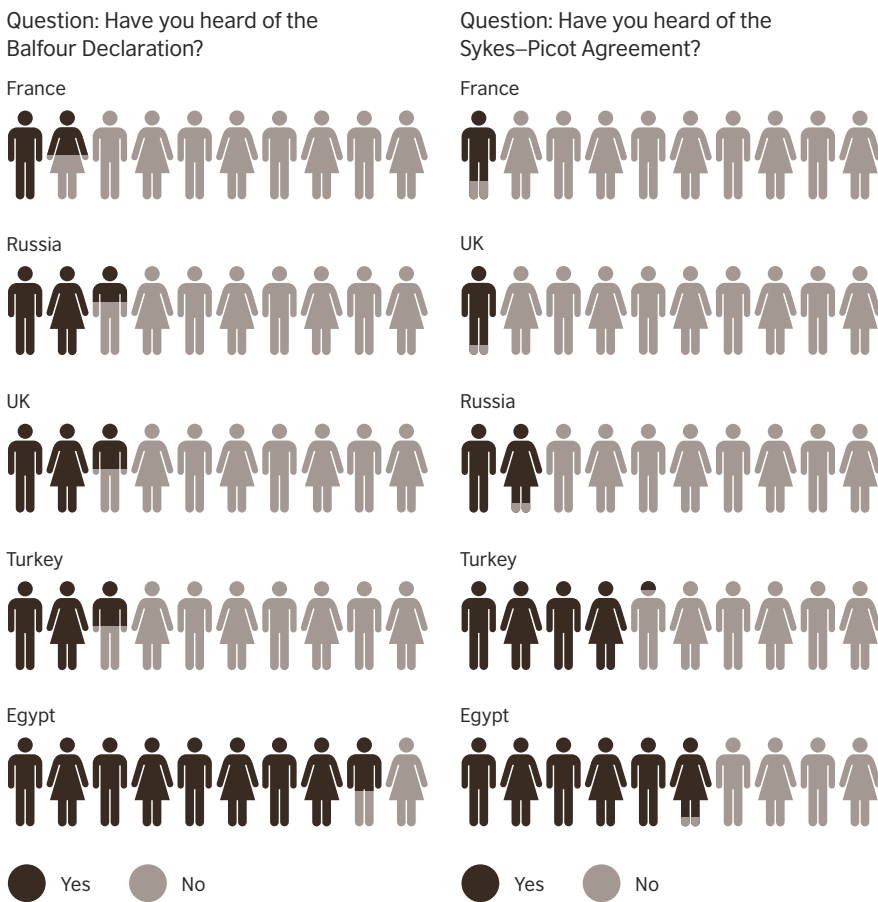 Question: Have you heard of the
Balfour Declaration?
France
Russia
UK
Turkey
Egypt
Yes No
Question: Have you heard of the
Sykes–Picot Agreement?
France
UK
Russia
Turkey
Egypt
Yes No